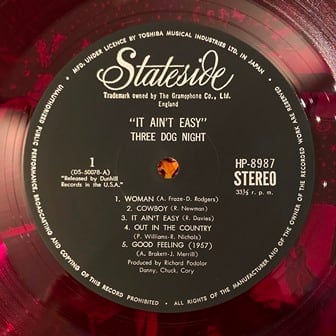 MFD. UNDER LICENCE BY TOSHIBA MUSICAL INDUSTRIES LTD. IN JAPAN.
UNAUTHORISED PUBLIC PERFORMANCE, BROADCASTING AND COPYING OF THIS RECORD PROHIBITED • ALL RIGHTS OF THE MANUFACTURER AND OF THE OWNER OF THE RECORDED WORK ARE RESERVED
Stateside
Trademark owned by The Gramophone Co., Ltd.
England
"IT AIN'T EASY"
THREE DOG NIGHT
1
(DS-50078-A)
"Released by Dunhill
Records in the U.S.A."
HP-8987
STEREO
33⅓ r. p. m.
1. WOMAN (A. Fraze-D. Rodgers)
2. COWBOY (R. Newman)
3. IT AIN'T EASY (R. Davies)
4. OUT IN THE COUNTRY
(P. Williams-R. Nichals)
5. GOOD FEELING (1957)
(A. Brakett-J. Merrill)
Produced by Richard Podolor
Danny, Chuck, Cory